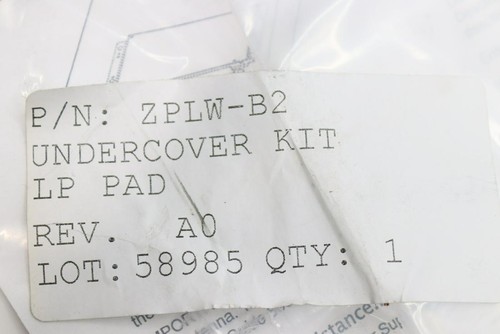 P/N: ZPLW-B2
UNDERCOVER KIT
LP PAD
REV. A0
LOT: 58985 QTY: 1